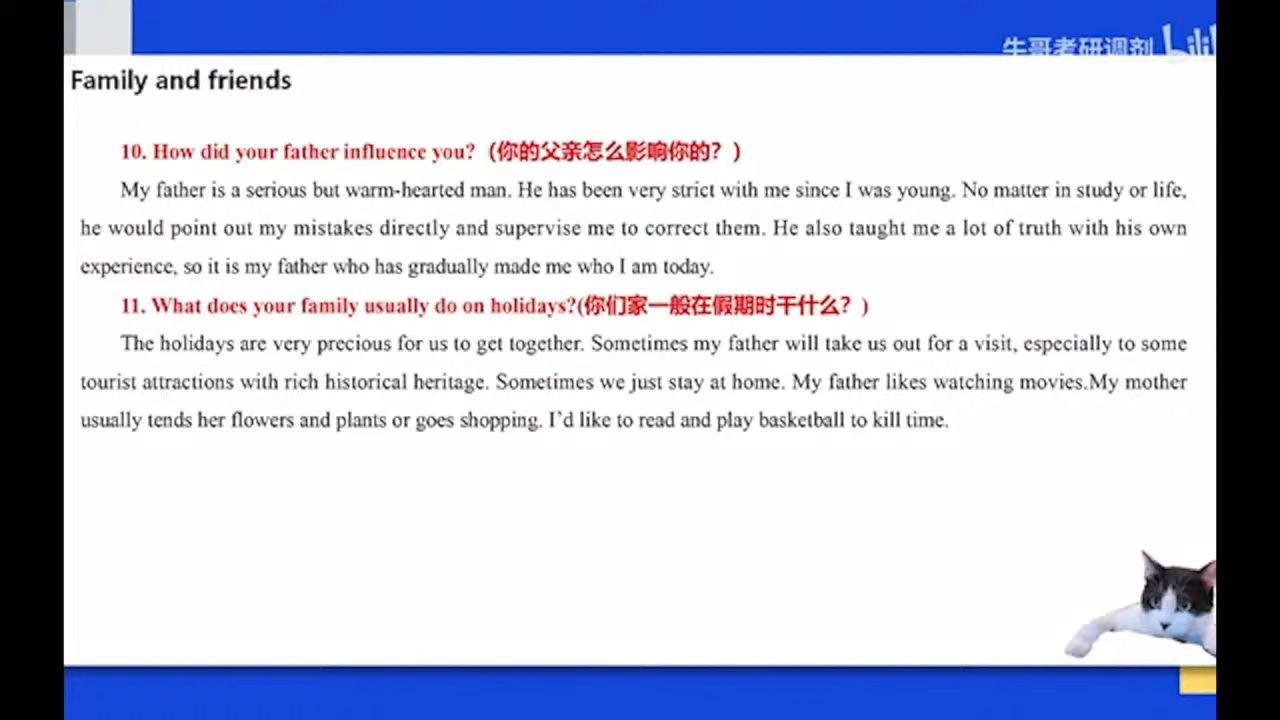 牛哥考研调剂 bilibili
Family and friends
10. How did your father influence you?（你的父亲怎么影响你的？）
My father is a serious but warm-hearted man. He has been very strict with me since I was young. No matter in study or life,
he would point out my mistakes directly and supervise me to correct them. He also taught me a lot of truth with his own
experience, so it is my father who has gradually made me who I am today.
11. What does your family usually do on holidays?(你们家一般在假期时干什么？)
The holidays are very precious for us to get together. Sometimes my father will take us out for a visit, especially to some
tourist attractions with rich historical heritage. Sometimes we just stay at home. My father likes watching movies.My mother
usually tends her flowers and plants or goes shopping. I’d like to read and play basketball to kill time.